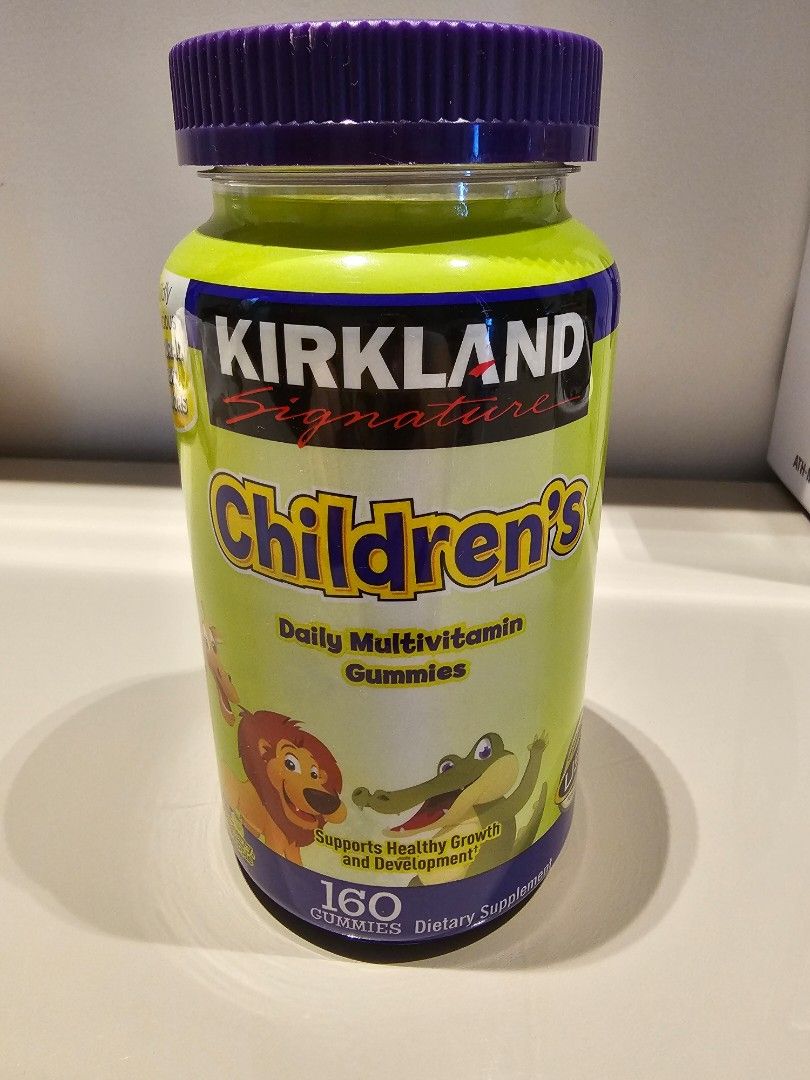 KIRKLAND
Signature
Children's
Daily Multivitamin
Gummies
Supports Healthy Growth
and Development†
160
GUMMIES
Dietary Supplement